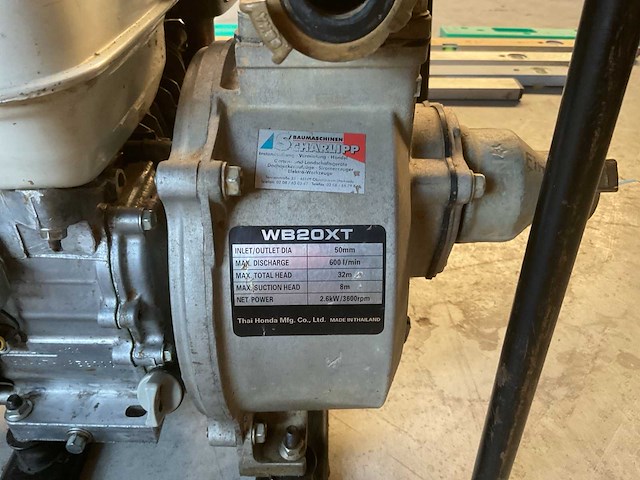 BAUMASCHINEN
SCHARLIPP
WB20XT
INLET/OUTLET DIA 50mm
MAX. DISCHARGE 600 l/min
MAX. TOTAL HEAD 32m
MAX. SUCTION HEAD 8m
NET POWER 2.6kW/3600rpm
Thai Honda Mfg. Co., Ltd. MADE IN THAILAND